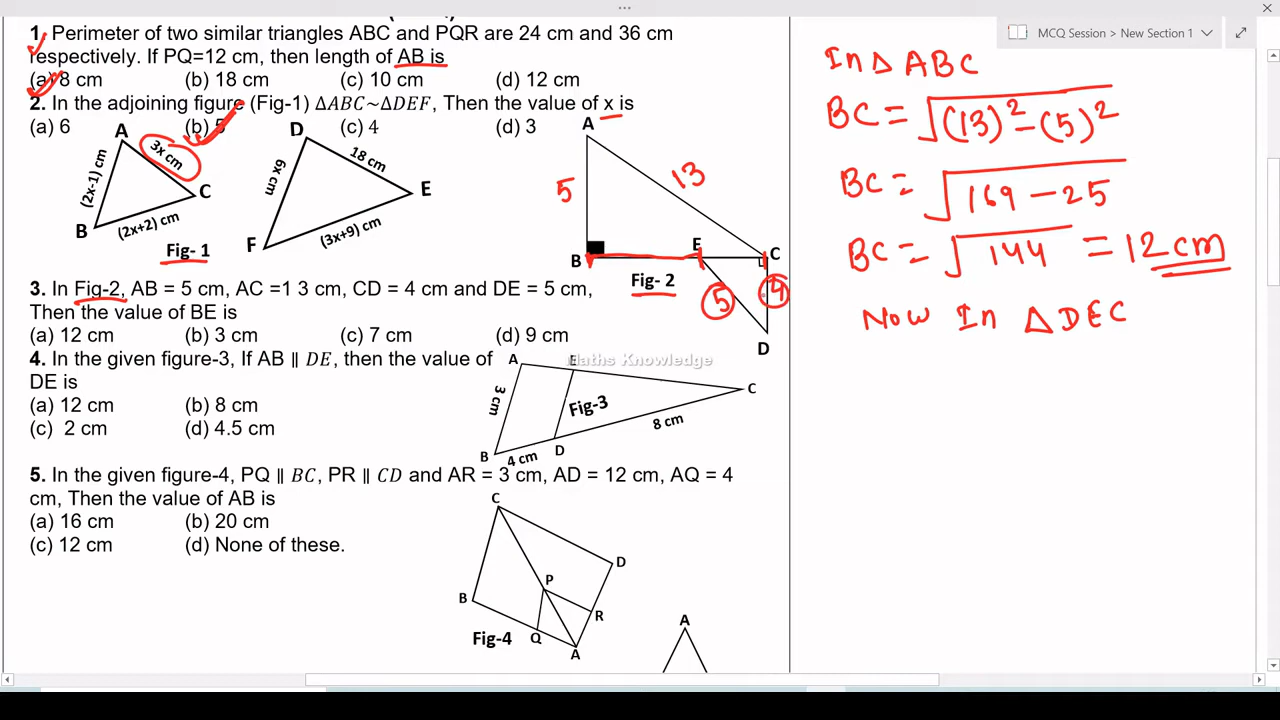 MCQ Session › New Section 1
1. Perimeter of two similar triangles ABC and PQR are 24 cm and 36 cm
respectively. If PQ=12 cm, then length of AB is
(a) 8 cm (b) 18 cm (c) 10 cm (d) 12 cm
2. In the adjoining figure (Fig-1) ΔABC~ΔDEF, Then the value of x is
(a) 6 (b) 5 (c) 4 (d) 3
A
3x cm
(2x-1) cm
C
B
(2x+2) cm
Fig- 1
D
18 cm
6x cm
E
F
(3x+9) cm
A
5
13
B
E
C
Fig- 2
5
4
D
3. In Fig-2, AB = 5 cm, AC =1 3 cm, CD = 4 cm and DE = 5 cm,
Then the value of BE is
(a) 12 cm (b) 3 cm (c) 7 cm (d) 9 cm
4. In the given figure-3, If AB ∥ DE, then the value of
DE is
(a) 12 cm (b) 8 cm
(c) 2 cm (d) 4.5 cm
Maths Knowledge
A
E
C
3 cm
Fig-3
8 cm
B
4 cm
D
5. In the given figure-4, PQ ∥ BC, PR ∥ CD and AR = 3 cm, AD = 12 cm, AQ = 4
cm, Then the value of AB is
(a) 16 cm (b) 20 cm
(c) 12 cm (d) None of these.
C
D
P
B
R
Q
Fig-4
A
A
In Δ ABC
BC = √(13)² - (5)²
BC = √169 - 25
BC = √144 = 12 cm
Now In Δ DEC